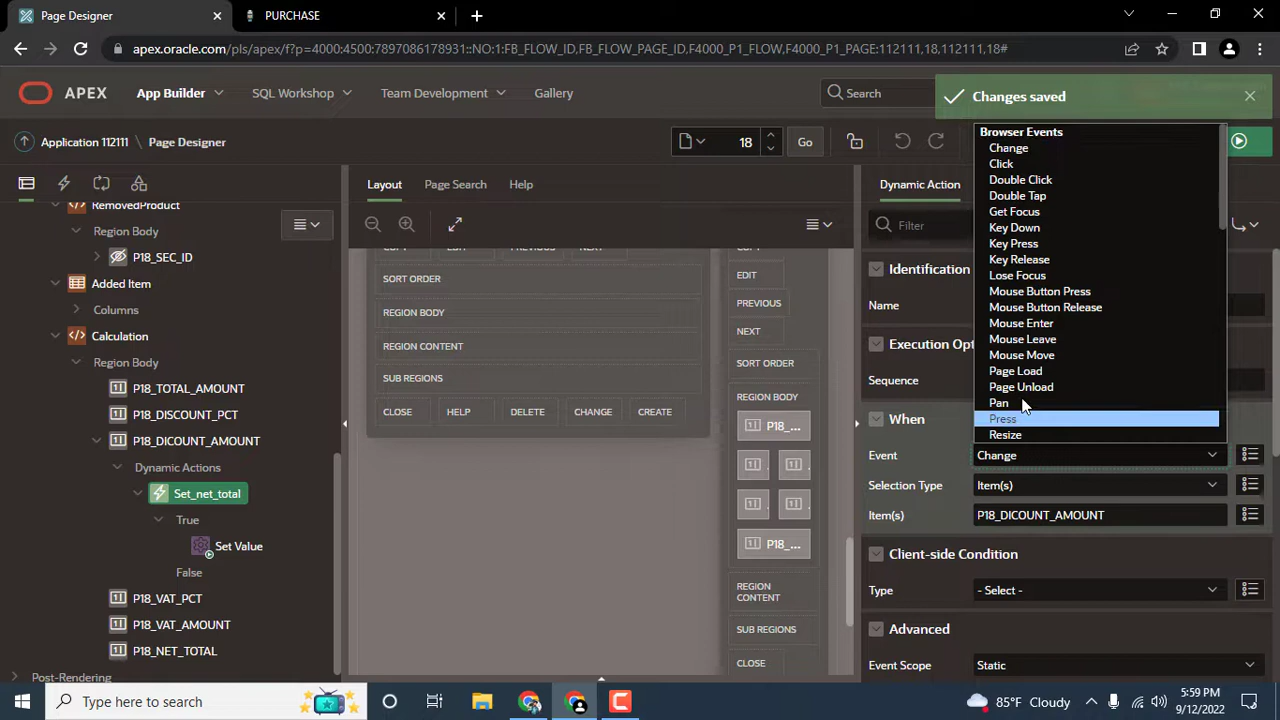 Page Designer
PURCHASE
apex.oracle.com/pls/apex/f?p=4000:4500:7897086178931::NO:1:FB_FLOW_ID,FB_FLOW_PAGE_ID,F4000_P1_FLOW,F4000_P1_PAGE:112111,18,112111,18#
APEX
App Builder
SQL Workshop
Team Development
Gallery
Search
Changes saved
Application 112111
Page Designer
18
Go
Layout
Page Search
Help
Dynamic Action
Filter
RemovedProduct
Region Body
P18_SEC_ID
Added Item
Columns
Calculation
Region Body
P18_TOTAL_AMOUNT
P18_DISCOUNT_PCT
P18_DICOUNT_AMOUNT
Dynamic Actions
Set_net_total
True
Set Value
False
P18_VAT_PCT
P18_VAT_AMOUNT
P18_NET_TOTAL
Post-Rendering
COPY EDIT PREVIOUS NEXT
SORT ORDER
REGION BODY
REGION CONTENT
SUB REGIONS
CLOSE HELP DELETE CHANGE CREATE
EDIT
PREVIOUS
NEXT
SORT ORDER
REGION BODY
P18_...
P18_...
REGION CONTENT
SUB REGIONS
CLOSE
Identification
Name
Execution Opt
Sequence
When
Event
Change
Selection Type
Item(s)
Item(s)
P18_DICOUNT_AMOUNT
Client-side Condition
Type
- Select -
Advanced
Event Scope
Static
Browser Events
Change
Click
Double Click
Double Tap
Get Focus
Key Down
Key Press
Key Release
Lose Focus
Mouse Button Press
Mouse Button Release
Mouse Enter
Mouse Leave
Mouse Move
Page Load
Page Unload
Pan
Press
Resize
Type here to search
85°F Cloudy
5:59 PM
9/12/2022